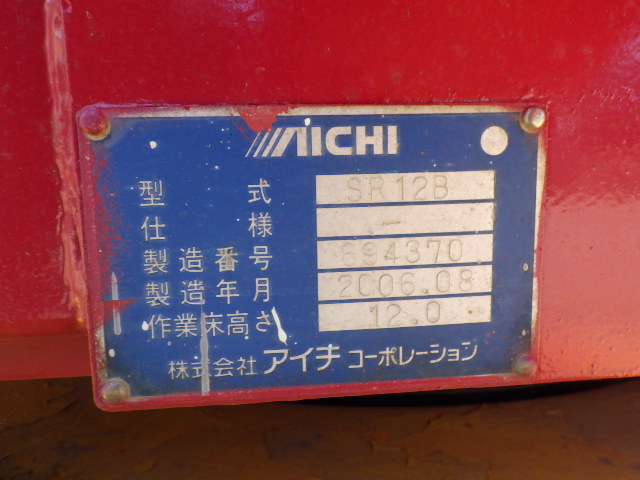 AICHI
型式 SR12B
仕様 -
製造番号 694370
製造年月 2006.08
作業床高さ 12.0
株式会社 アイチ コーポレーション